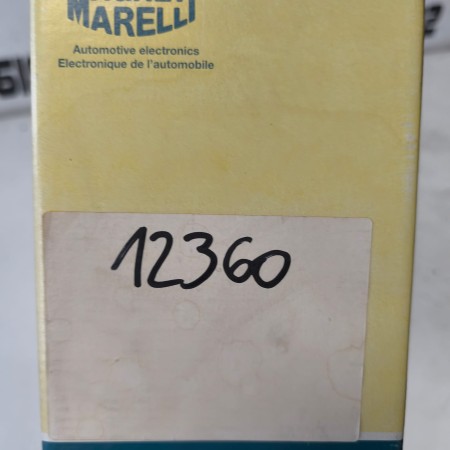 MARELLI
Automotive electronics
Electronique de l'automobile
12360